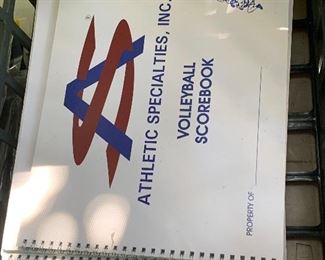 ATHLETIC SPECIALTIES, INC.
VOLLEYBALL
SCOREBOOK
PROPERTY OF